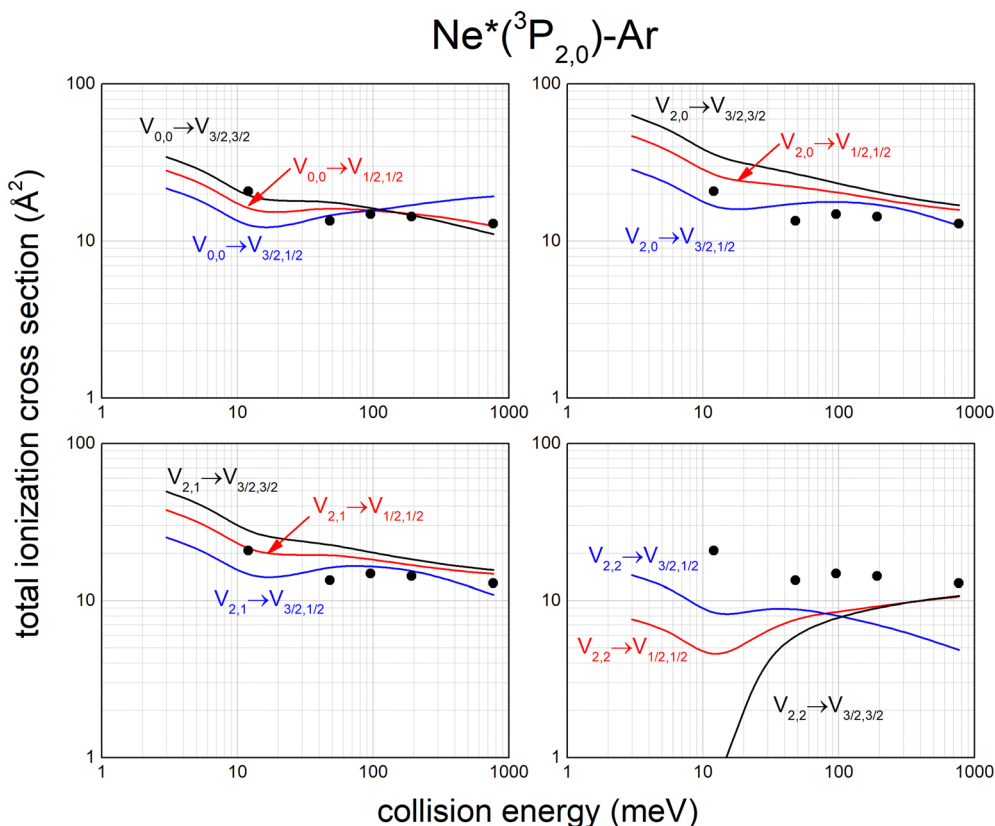 Ne*(³P₂,₀)-Ar
total ionization cross section (Å²)
100
10
1
1
10
100
1000
V₀,₀→V₃/₂,₃/₂
V₀,₀→V₁/₂,₁/₂
V₀,₀→V₃/₂,₁/₂
100
10
1
1
10
100
1000
V₂,₀→V₃/₂,₃/₂
V₂,₀→V₁/₂,₁/₂
V₂,₀→V₃/₂,₁/₂
100
10
1
1
10
100
1000
V₂,₁→V₃/₂,₃/₂
V₂,₁→V₁/₂,₁/₂
V₂,₁→V₃/₂,₁/₂
100
10
1
1
10
100
1000
V₂,₂→V₃/₂,₁/₂
V₂,₂→V₁/₂,₁/₂
V₂,₂→V₃/₂,₃/₂
collision energy (meV)